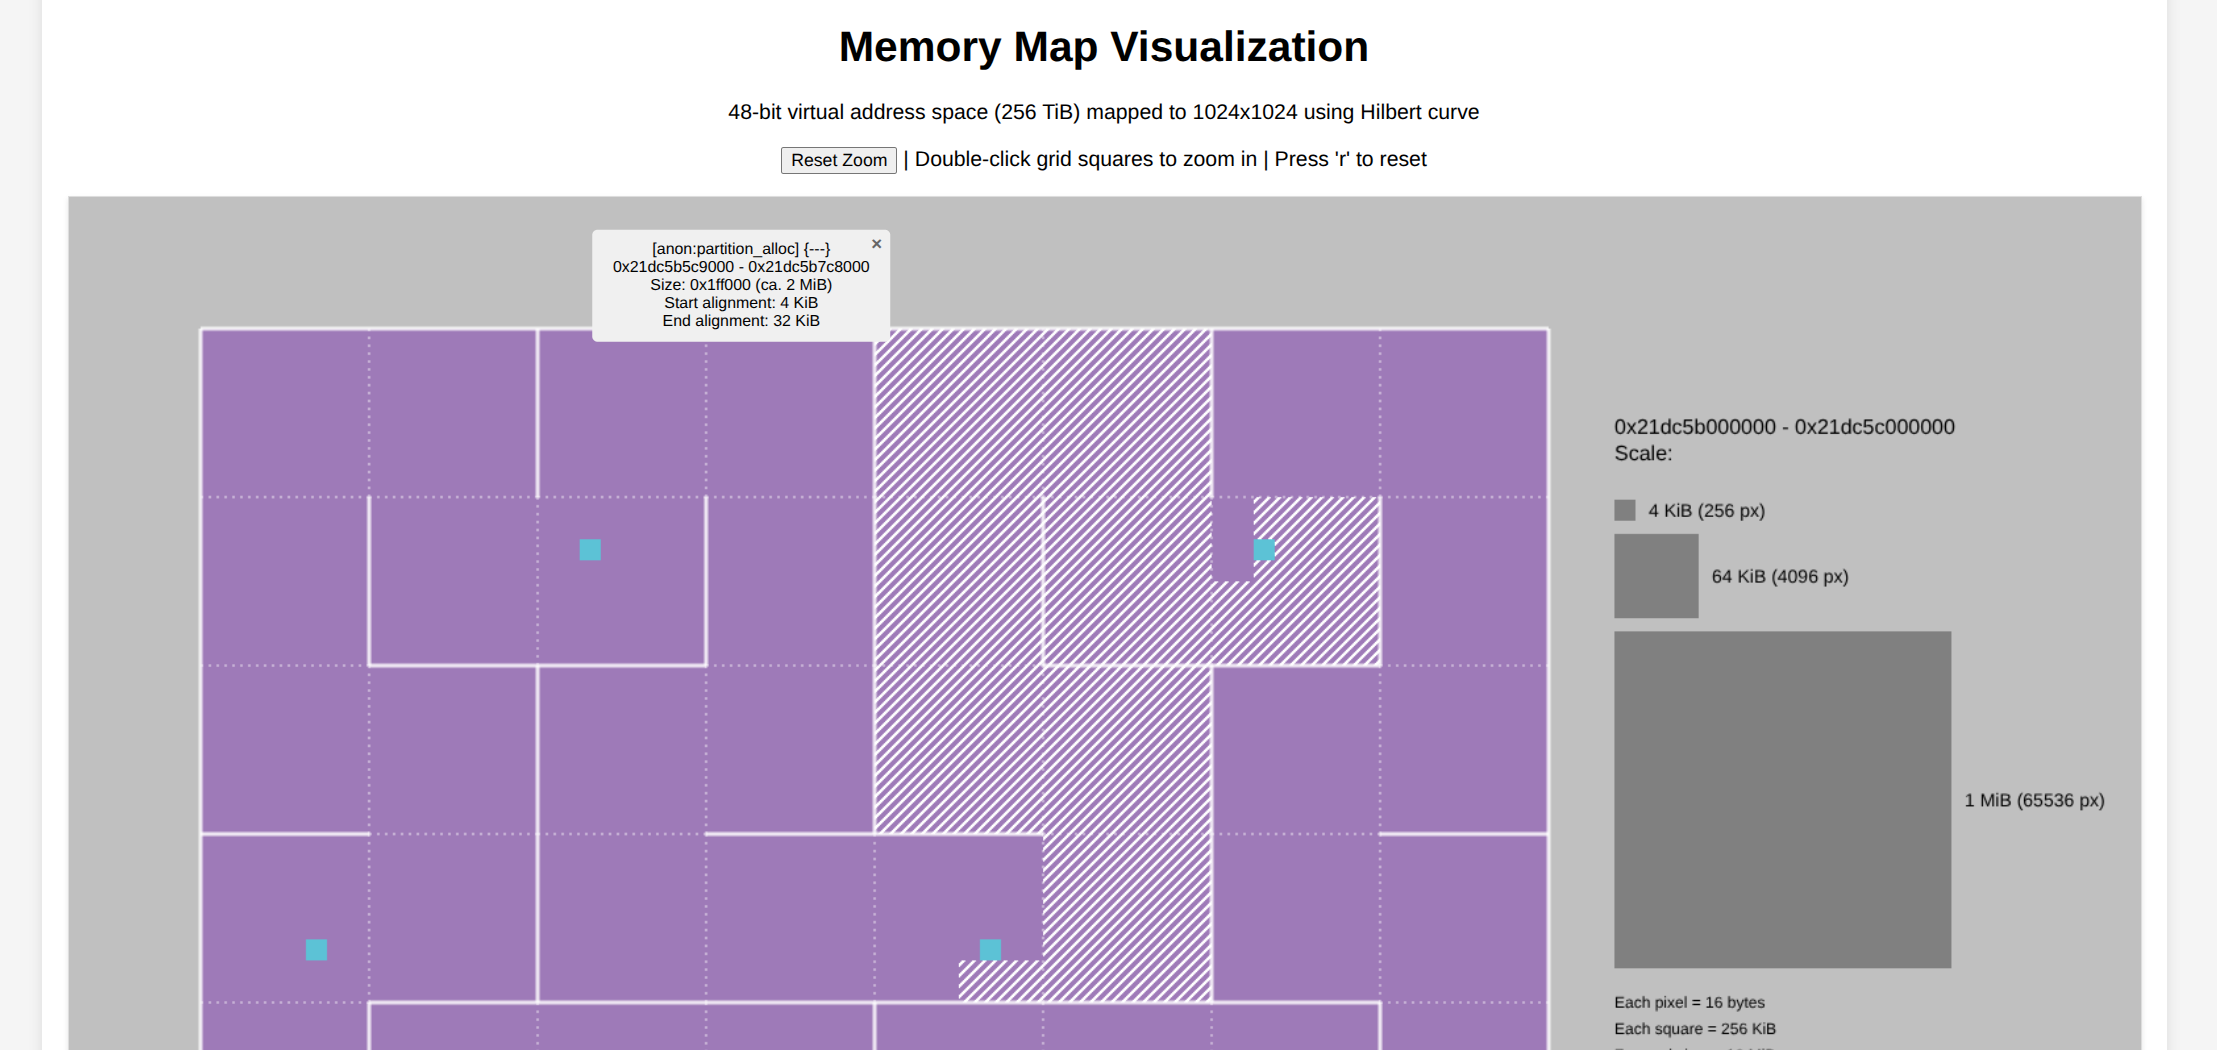 Memory Map Visualization
48-bit virtual address space (256 TiB) mapped to 1024x1024 using Hilbert curve
Reset Zoom | Double-click grid squares to zoom in | Press 'r' to reset
[anon:partition_alloc] {---}
×
0x21dc5b5c9000 - 0x21dc5b7c8000
Size: 0x1ff000 (ca. 2 MiB)
Start alignment: 4 KiB
End alignment: 32 KiB
0x21dc5b000000 - 0x21dc5c000000
Scale:
4 KiB (256 px)
64 KiB (4096 px)
1 MiB (65536 px)
Each pixel = 16 bytes
Each square = 256 KiB